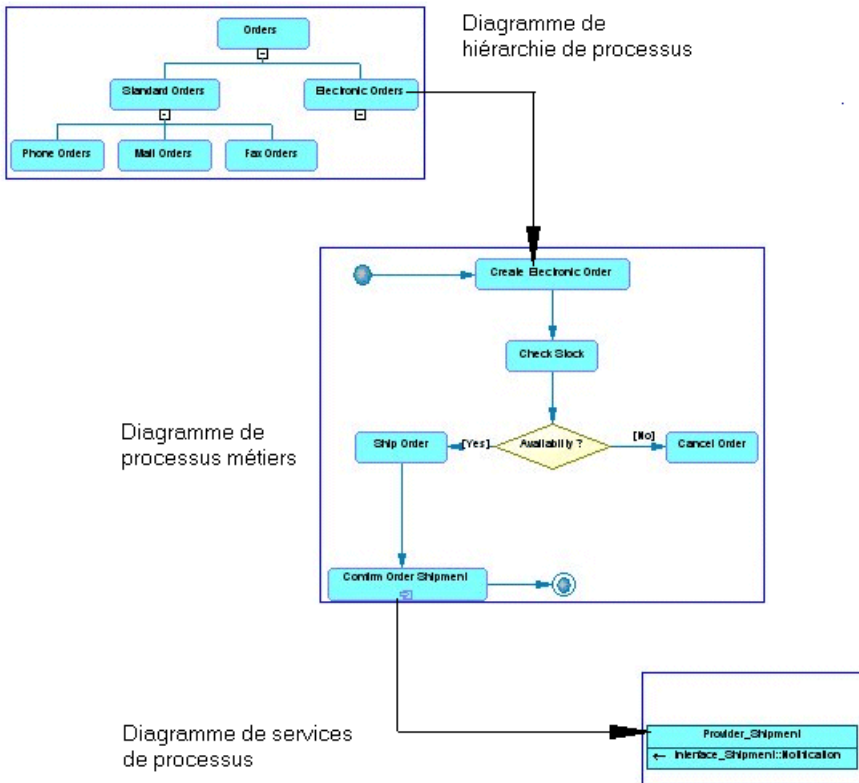 Orders
Diagramme de
hiérarchie de processus
Standard Orders
Electronic Orders
Phone Orders
Mail Orders
Fax Orders
Create Electronic Order
Check Stock
Diagramme de
processus métiers
Ship Order
[Yes]
Availability ?
[No]
Cancel Order
Confirm Order Shipment
Diagramme de services
de processus
Provider_Shipment
Interface_Shipment::Notification